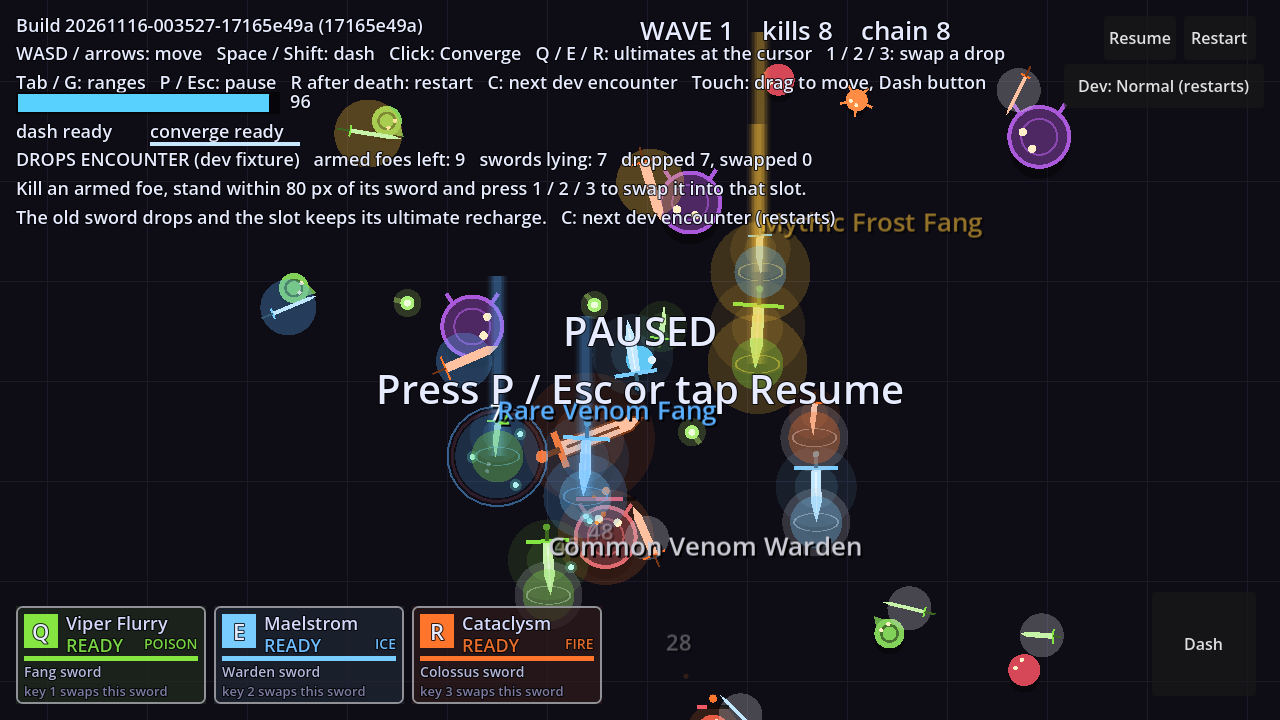 Build 20261116-003527-17165e49a (17165e49a)
WAVE 1 kills 8 chain 8
Resume
Restart
WASD / arrows: move Space / Shift: dash Click: Converge Q / E / R: ultimates at the cursor 1 / 2 / 3: swap a drop
Tab / G: ranges P / Esc: pause R after death: restart C: next dev encounter Touch: drag to move, Dash button
Dev: Normal (restarts)
96
dash ready converge ready
DROPS ENCOUNTER (dev fixture) armed foes left: 9 swords lying: 7 dropped 7, swapped 0
Kill an armed foe, stand within 80 px of its sword and press 1 / 2 / 3 to swap it into that slot.
The old sword drops and the slot keeps its ultimate recharge. C: next dev encounter (restarts)
Mythic Frost Fang
PAUSED
Press P / Esc or tap Resume
Rare Venom Fang
48
Common Venom Warden
28
Q Viper Flurry
READY POISON
Fang sword
key 1 swaps this sword
E Maelstrom
READY ICE
Warden sword
key 2 swaps this sword
R Cataclysm
READY FIRE
Colossus sword
key 3 swaps this sword
Dash